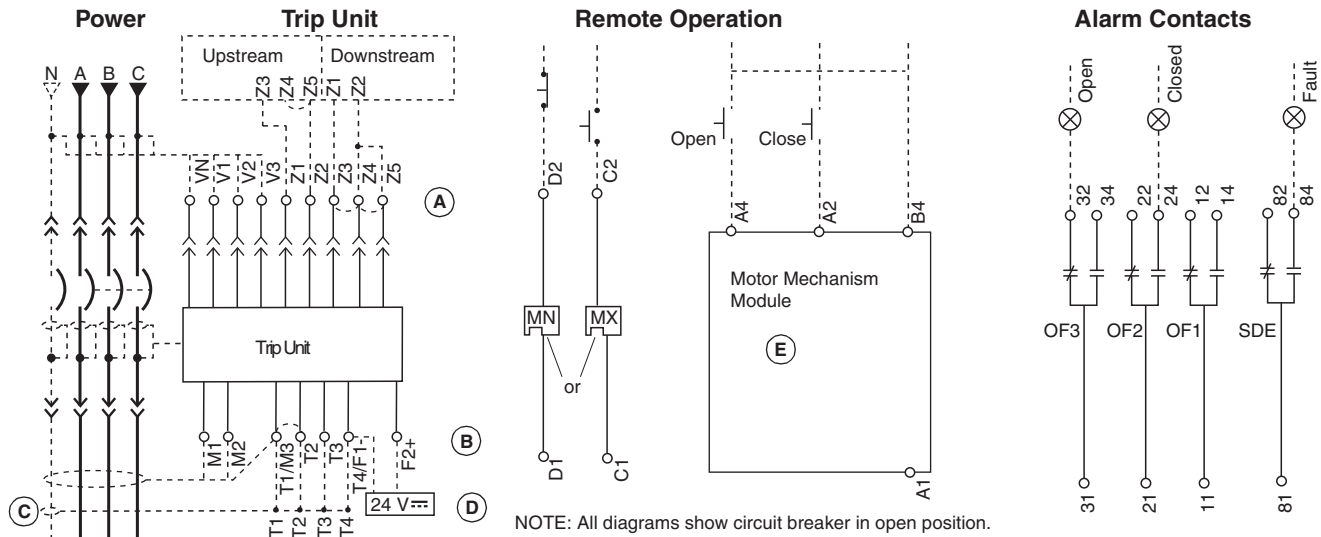 Power
Trip Unit
Remote Operation
Alarm Contacts
Upstream
Downstream
N A B C
Z3 Z4 Z5 Z1 Z2
VN V1 V2 V3 Z1 Z2 Z3 Z4 Z5
A
Trip Unit
M1 M2 T1/M3 T2 T3 T4/F1- F2+
B
24 V
D
C
T1 T2 T3 T4
D2 C2
MN MX
or
D1 C1
Open
Close
A4 A2 B4
Motor Mechanism
Module
E
A1
NOTE: All diagrams show circuit breaker in open position.
Open Closed Fault
32 34 22 24 12 14 82 84
OF3 OF2 OF1 SDE
31 21 11 81